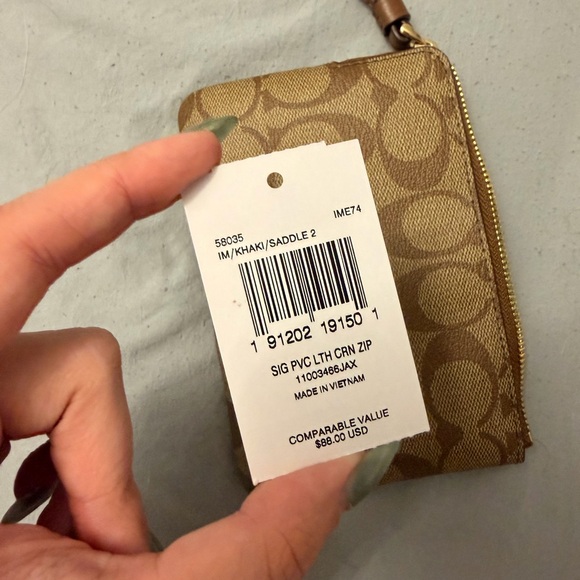 58035 IME74
IM/KHAKI/SADDLE 2
1 91202 19150 1
SIG PVC LTH CRN ZIP
11003466JAX
MADE IN VIETNAM
COMPARABLE VALUE
$88.00 USD